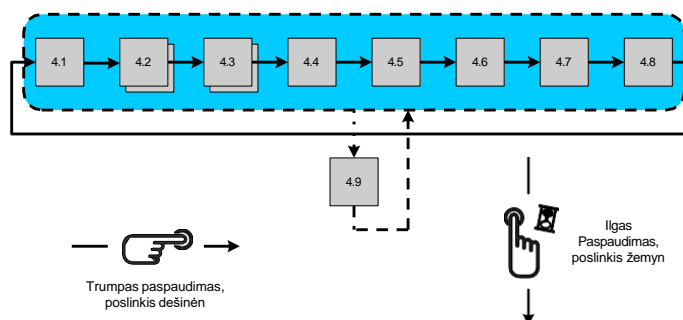 4.1
4.2
4.3
4.4
4.5
4.6
4.7
4.8
4.9
Trumpas paspaudimas,
poslinkis dešinėn
Ilgas
Paspaudimas,
poslinkis žemyn